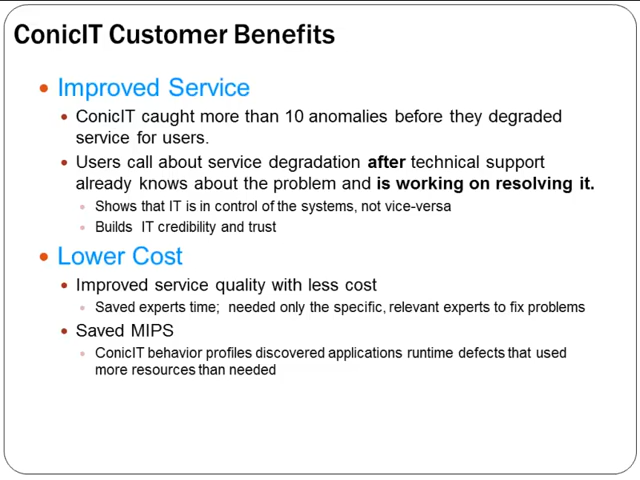 ConicIT Customer Benefits
• Improved Service
• ConicIT caught more than 10 anomalies before they degraded
service for users.
• Users call about service degradation after technical support
already knows about the problem and is working on resolving it.
• Shows that IT is in control of the systems, not vice-versa
• Builds IT credibility and trust
• Lower Cost
• Improved service quality with less cost
• Saved experts time; needed only the specific, relevant experts to fix problems
• Saved MIPS
• ConicIT behavior profiles discovered applications runtime defects that used
more resources than needed